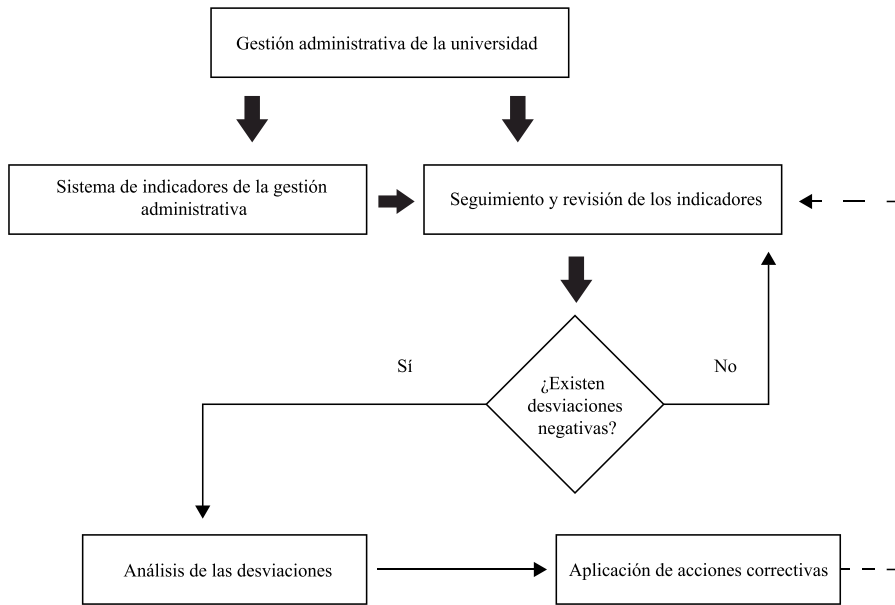 Gestión administrativa de la universidad
Sistema de indicadores de la gestión
administrativa
Seguimiento y revisión de los indicadores
Sí
No
¿Existen
desviaciones
negativas?
Análisis de las desviaciones
Aplicación de acciones correctivas